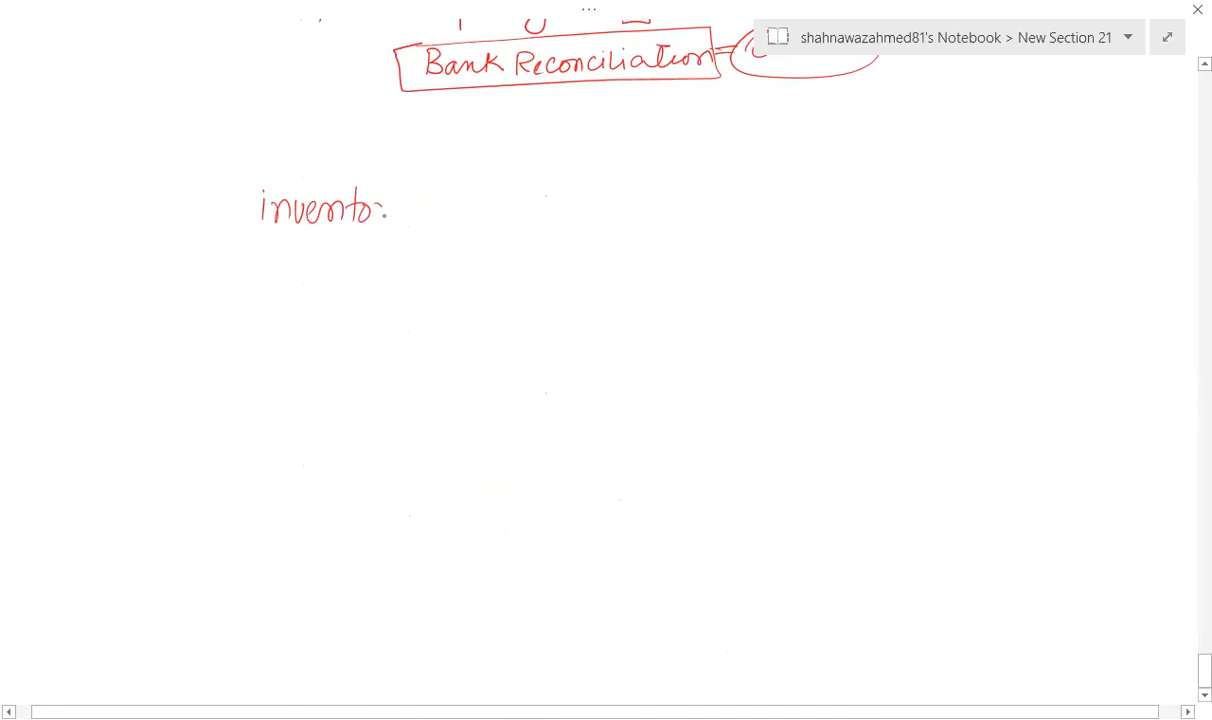 shahnawazahmed81's Notebook > New Section 21
Bank Reconciliation =
invento